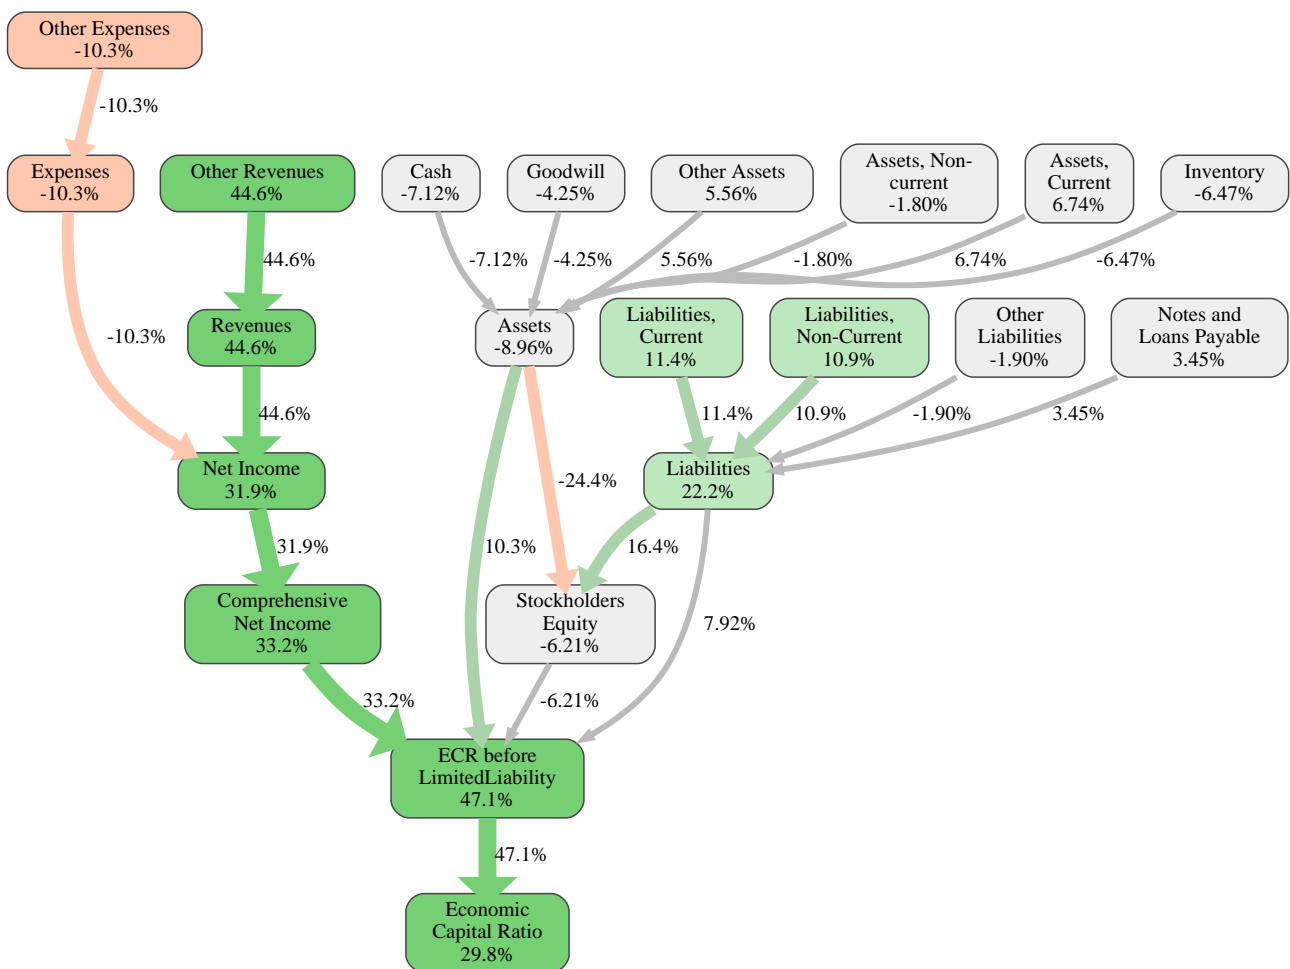 Other Expenses
-10.3%
-10.3%
Expenses
-10.3%
Other Revenues
44.6%
Cash
-7.12%
Goodwill
-4.25%
Other Assets
5.56%
Assets, Non-
current
-1.80%
Assets,
Current
6.74%
Inventory
-6.47%
44.6%
-7.12%
-4.25%
5.56%
-1.80%
6.74%
-6.47%
-10.3%
Revenues
44.6%
Assets
-8.96%
Liabilities,
Current
11.4%
Liabilities,
Non-Current
10.9%
Other
Liabilities
-1.90%
Notes and
Loans Payable
3.45%
44.6%
11.4%
10.9%
-1.90%
3.45%
Net Income
31.9%
-24.4%
Liabilities
22.2%
31.9%
10.3%
16.4%
Comprehensive
Net Income
33.2%
Stockholders
Equity
-6.21%
7.92%
33.2%
-6.21%
ECR before
LimitedLiability
47.1%
47.1%
Economic
Capital Ratio
29.8%